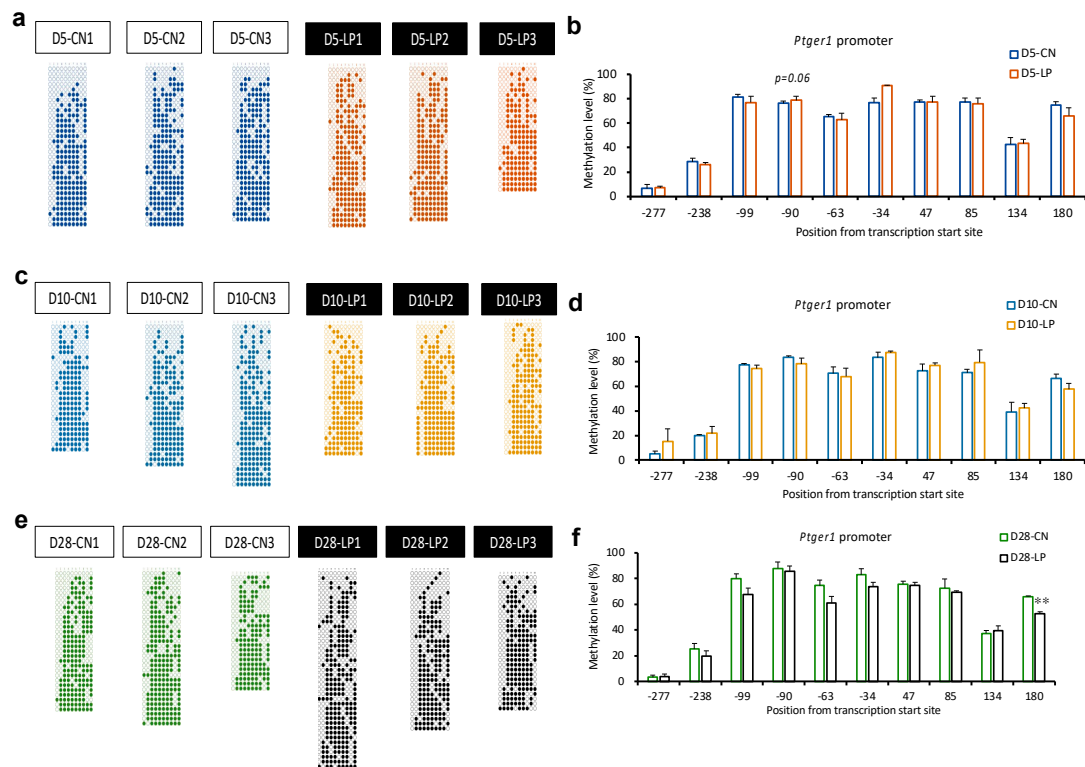 a
D5-CN1 D5-CN2 D5-CN3 D5-LP1 D5-LP2 D5-LP3
b
Ptger1 promoter
D5-CN
D5-LP
p=0.06
Methylation level (%)
100
80
60
40
20
0
-277 -238 -99 -90 -63 -34 47 85 134 180
Position from transcription start site
c
D10-CN1 D10-CN2 D10-CN3 D10-LP1 D10-LP2 D10-LP3
d
Ptger1 promoter
D10-CN
D10-LP
Methylation level (%)
100
80
60
40
20
0
-277 -238 -99 -90 -63 -34 47 85 134 180
Position from transcription start site
e
D28-CN1 D28-CN2 D28-CN3 D28-LP1 D28-LP2 D28-LP3
f
Ptger1 promoter
D28-CN
D28-LP
Methylation level (%)
100
80
60
40
20
0
**
-277 -238 -99 -90 -63 -34 47 85 134 180
Position from transcription start site